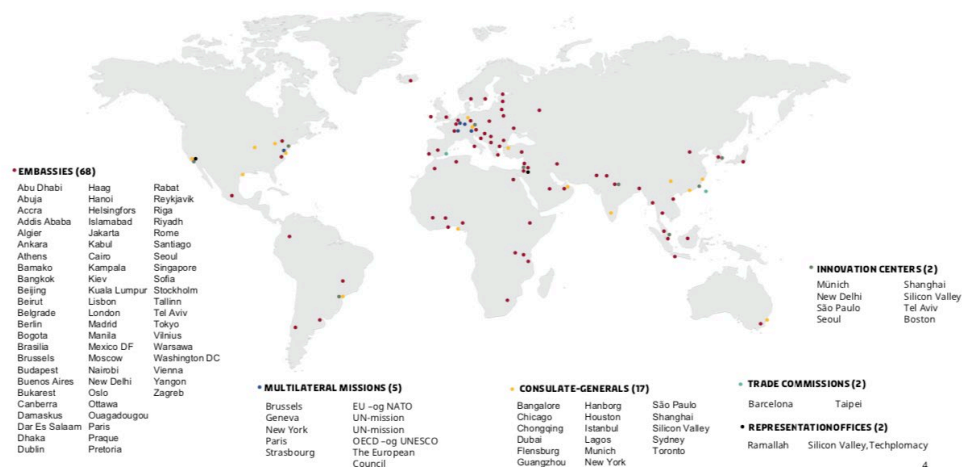 EMBASSIES (68)
Abu Dhabi Haag Rabat
Abuja Hanoi Reykjavik
Accra Helsingfors Riga
Addis Ababa Islamabad Riyadh
Algier Jakarta Rome
Ankara Kabul Santiago
Athens Cairo Seoul
Bamako Kampala Singapore
Bangkok Kiev Sofia
Beijing Kuala Lumpur Stockholm
Beirut Lisbon Tallinn
Belgrade London Tel Aviv
Berlin Madrid Tokyo
Bogota Manila Vilnius
Brasilia Mexico DF Warsawa
Brussels Moscow Washington DC
Budapest Nairobi Vienna
Buenos Aires New Delhi Yangon
Bukarest Oslo Zagreb
Canberra Ottawa
Damaskus Ouagadougou
Dar Es Salaam Paris
Dhaka Praque
Dublin Pretoria
MULTILATERAL MISSIONS (5)
Brussels EU –og NATO
Geneva UN-mission
New York UN-mission
Paris OECD –og UNESCO
Strasbourg The European
Council
CONSULATE-GENERALS (17)
Bangalore Hanborg São Paulo
Chicago Houston Shanghai
Chongqing Istanbul Silicon Valley
Dubai Lagos Sydney
Flensburg Munich Toronto
Guangzhou New York
INNOVATION CENTERS (2)
Münich Shanghai
New Delhi Silicon Valley
São Paulo Tel Aviv
Seoul Boston
TRADE COMMISSIONS (2)
Barcelona Taipei
REPRESENTATIONOFFICES (2)
Ramallah Silicon Valley,Techplomacy
4